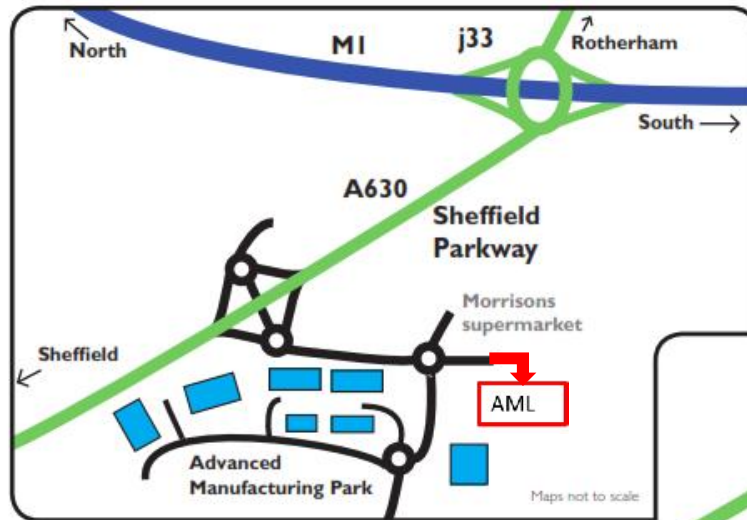 North
M1
j33
Rotherham
South
A630
Sheffield
Parkway
Morrisons
supermarket
Sheffield
AML
Advanced
Manufacturing Park
Maps not to scale